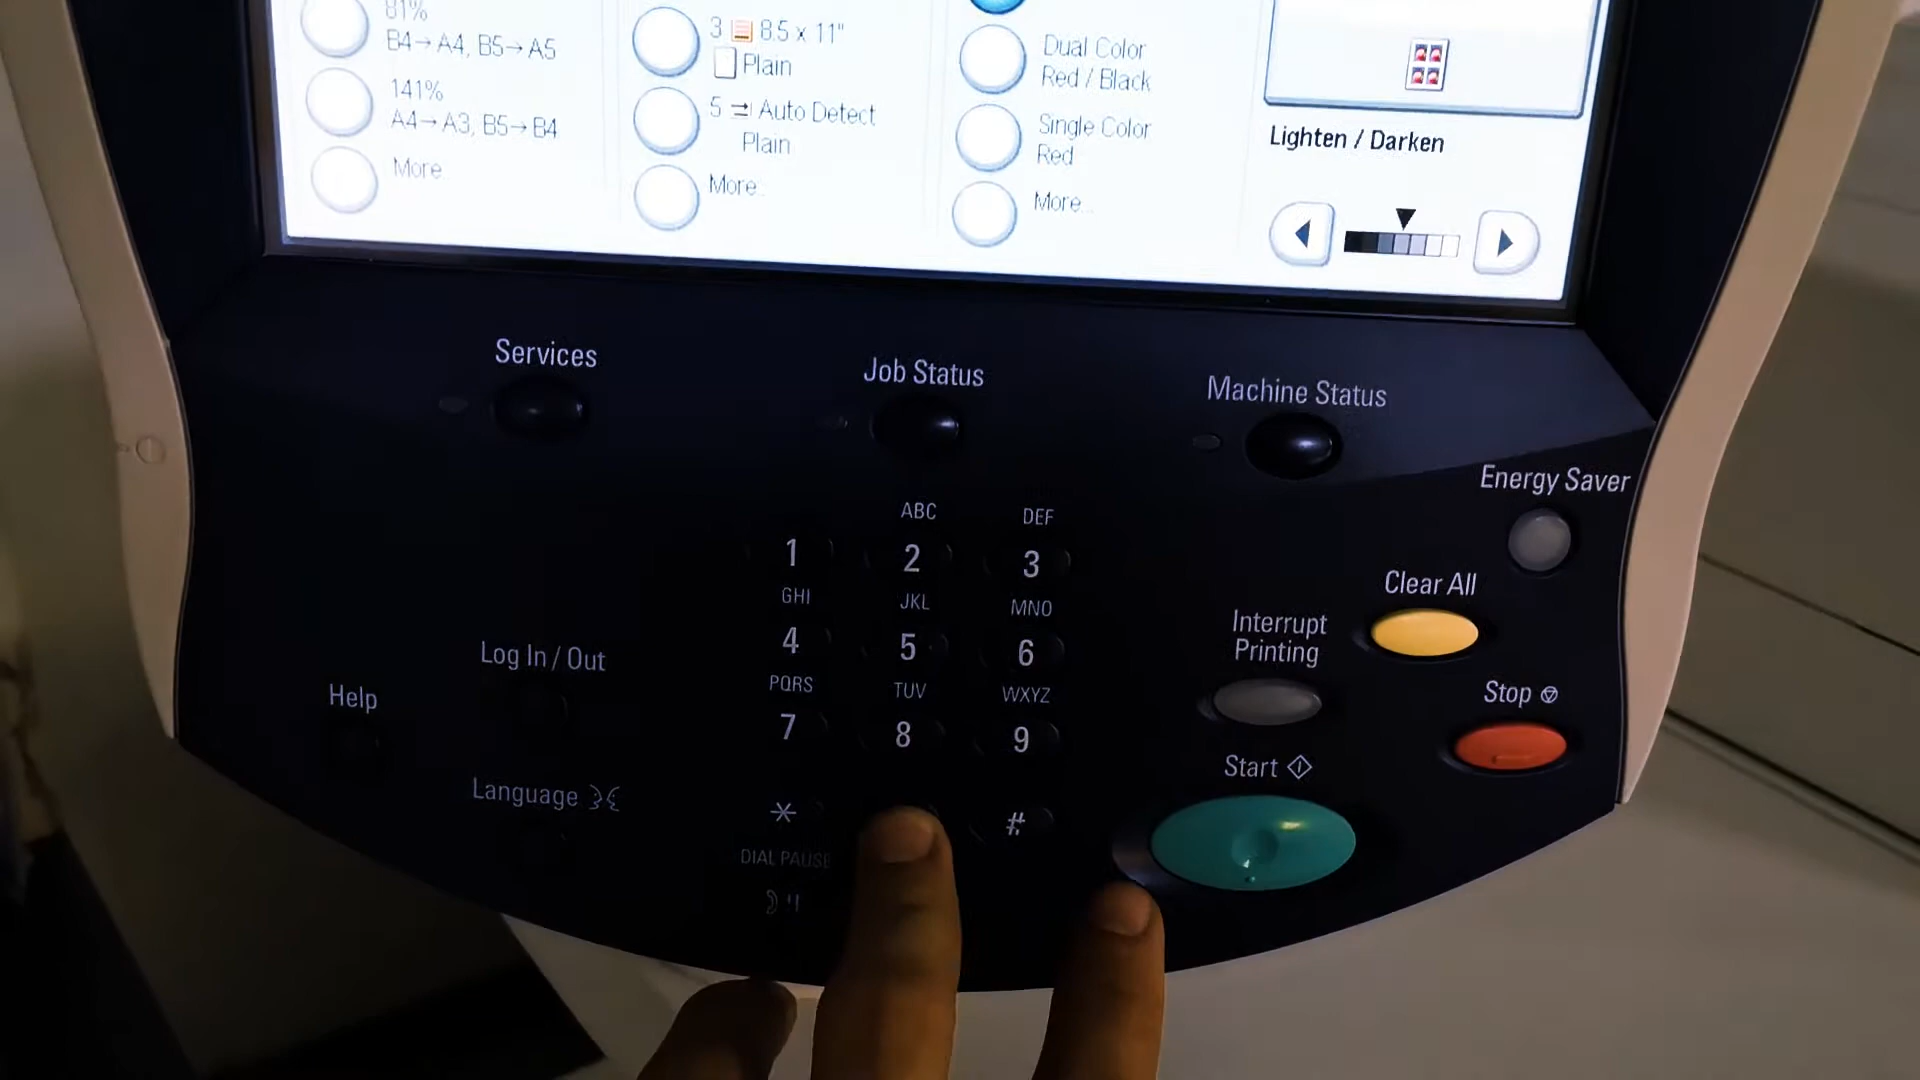 81%
B4→A4, B5→A5
141%
A4→A3, B5→B4
More...
3 8.5 x 11"
Plain
5 Auto Detect
Plain
More...
Dual Color
Red / Black
Single Color
Red
More...
Lighten / Darken
Services
Job Status
Machine Status
Energy Saver
ABC
DEF
1
2
3
GHI
JKL
MNO
4
5
6
PQRS
TUV
WXYZ
7
8
9
*
#
DIAL PAUSE
Log In / Out
Help
Language
Interrupt
Printing
Clear All
Stop
Start